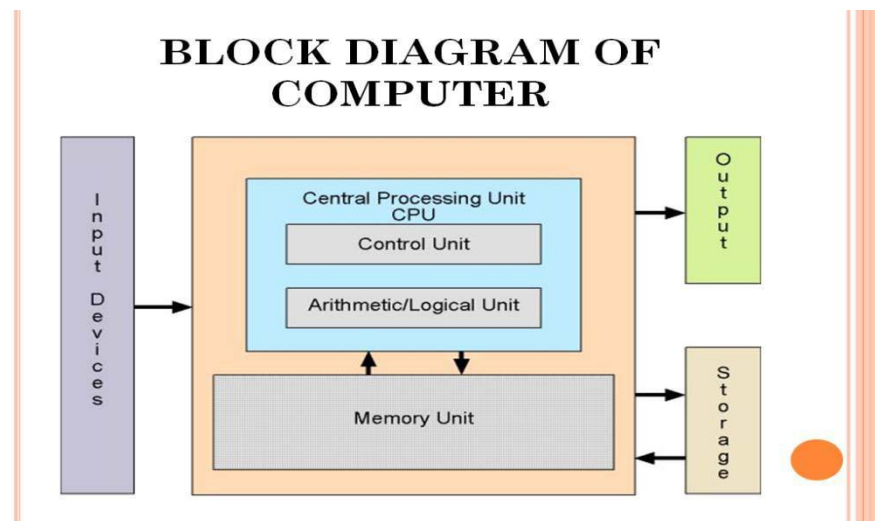 BLOCK DIAGRAM OF
COMPUTER
Input Devices
Central Processing Unit
CPU
Control Unit
Arithmetic/Logical Unit
Memory Unit
Output
Storage